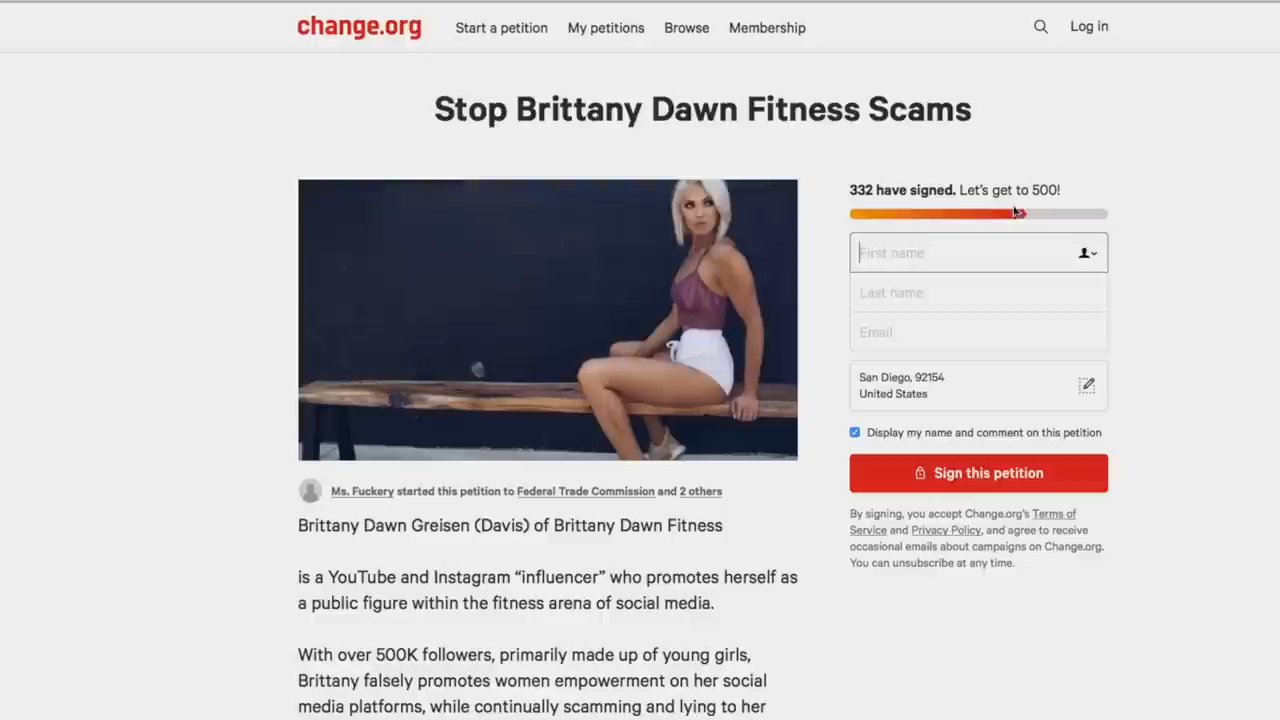 change.org
Start a petition
My petitions
Browse
Membership
Log in
Stop Brittany Dawn Fitness Scams
332 have signed. Let's get to 500!
First name
Last name
Email
San Diego, 92154
United States
Display my name and comment on this petition
Sign this petition
By signing, you accept Change.org's Terms of
Service and Privacy Policy, and agree to receive
occasional emails about campaigns on Change.org.
You can unsubscribe at any time.
Ms. Fuckery started this petition to Federal Trade Commission and 2 others
Brittany Dawn Greisen (Davis) of Brittany Dawn Fitness
is a YouTube and Instagram “influencer” who promotes herself as
a public figure within the fitness arena of social media.
With over 500K followers, primarily made up of young girls,
Brittany falsely promotes women empowerment on her social
media platforms, while continually scamming and lying to her